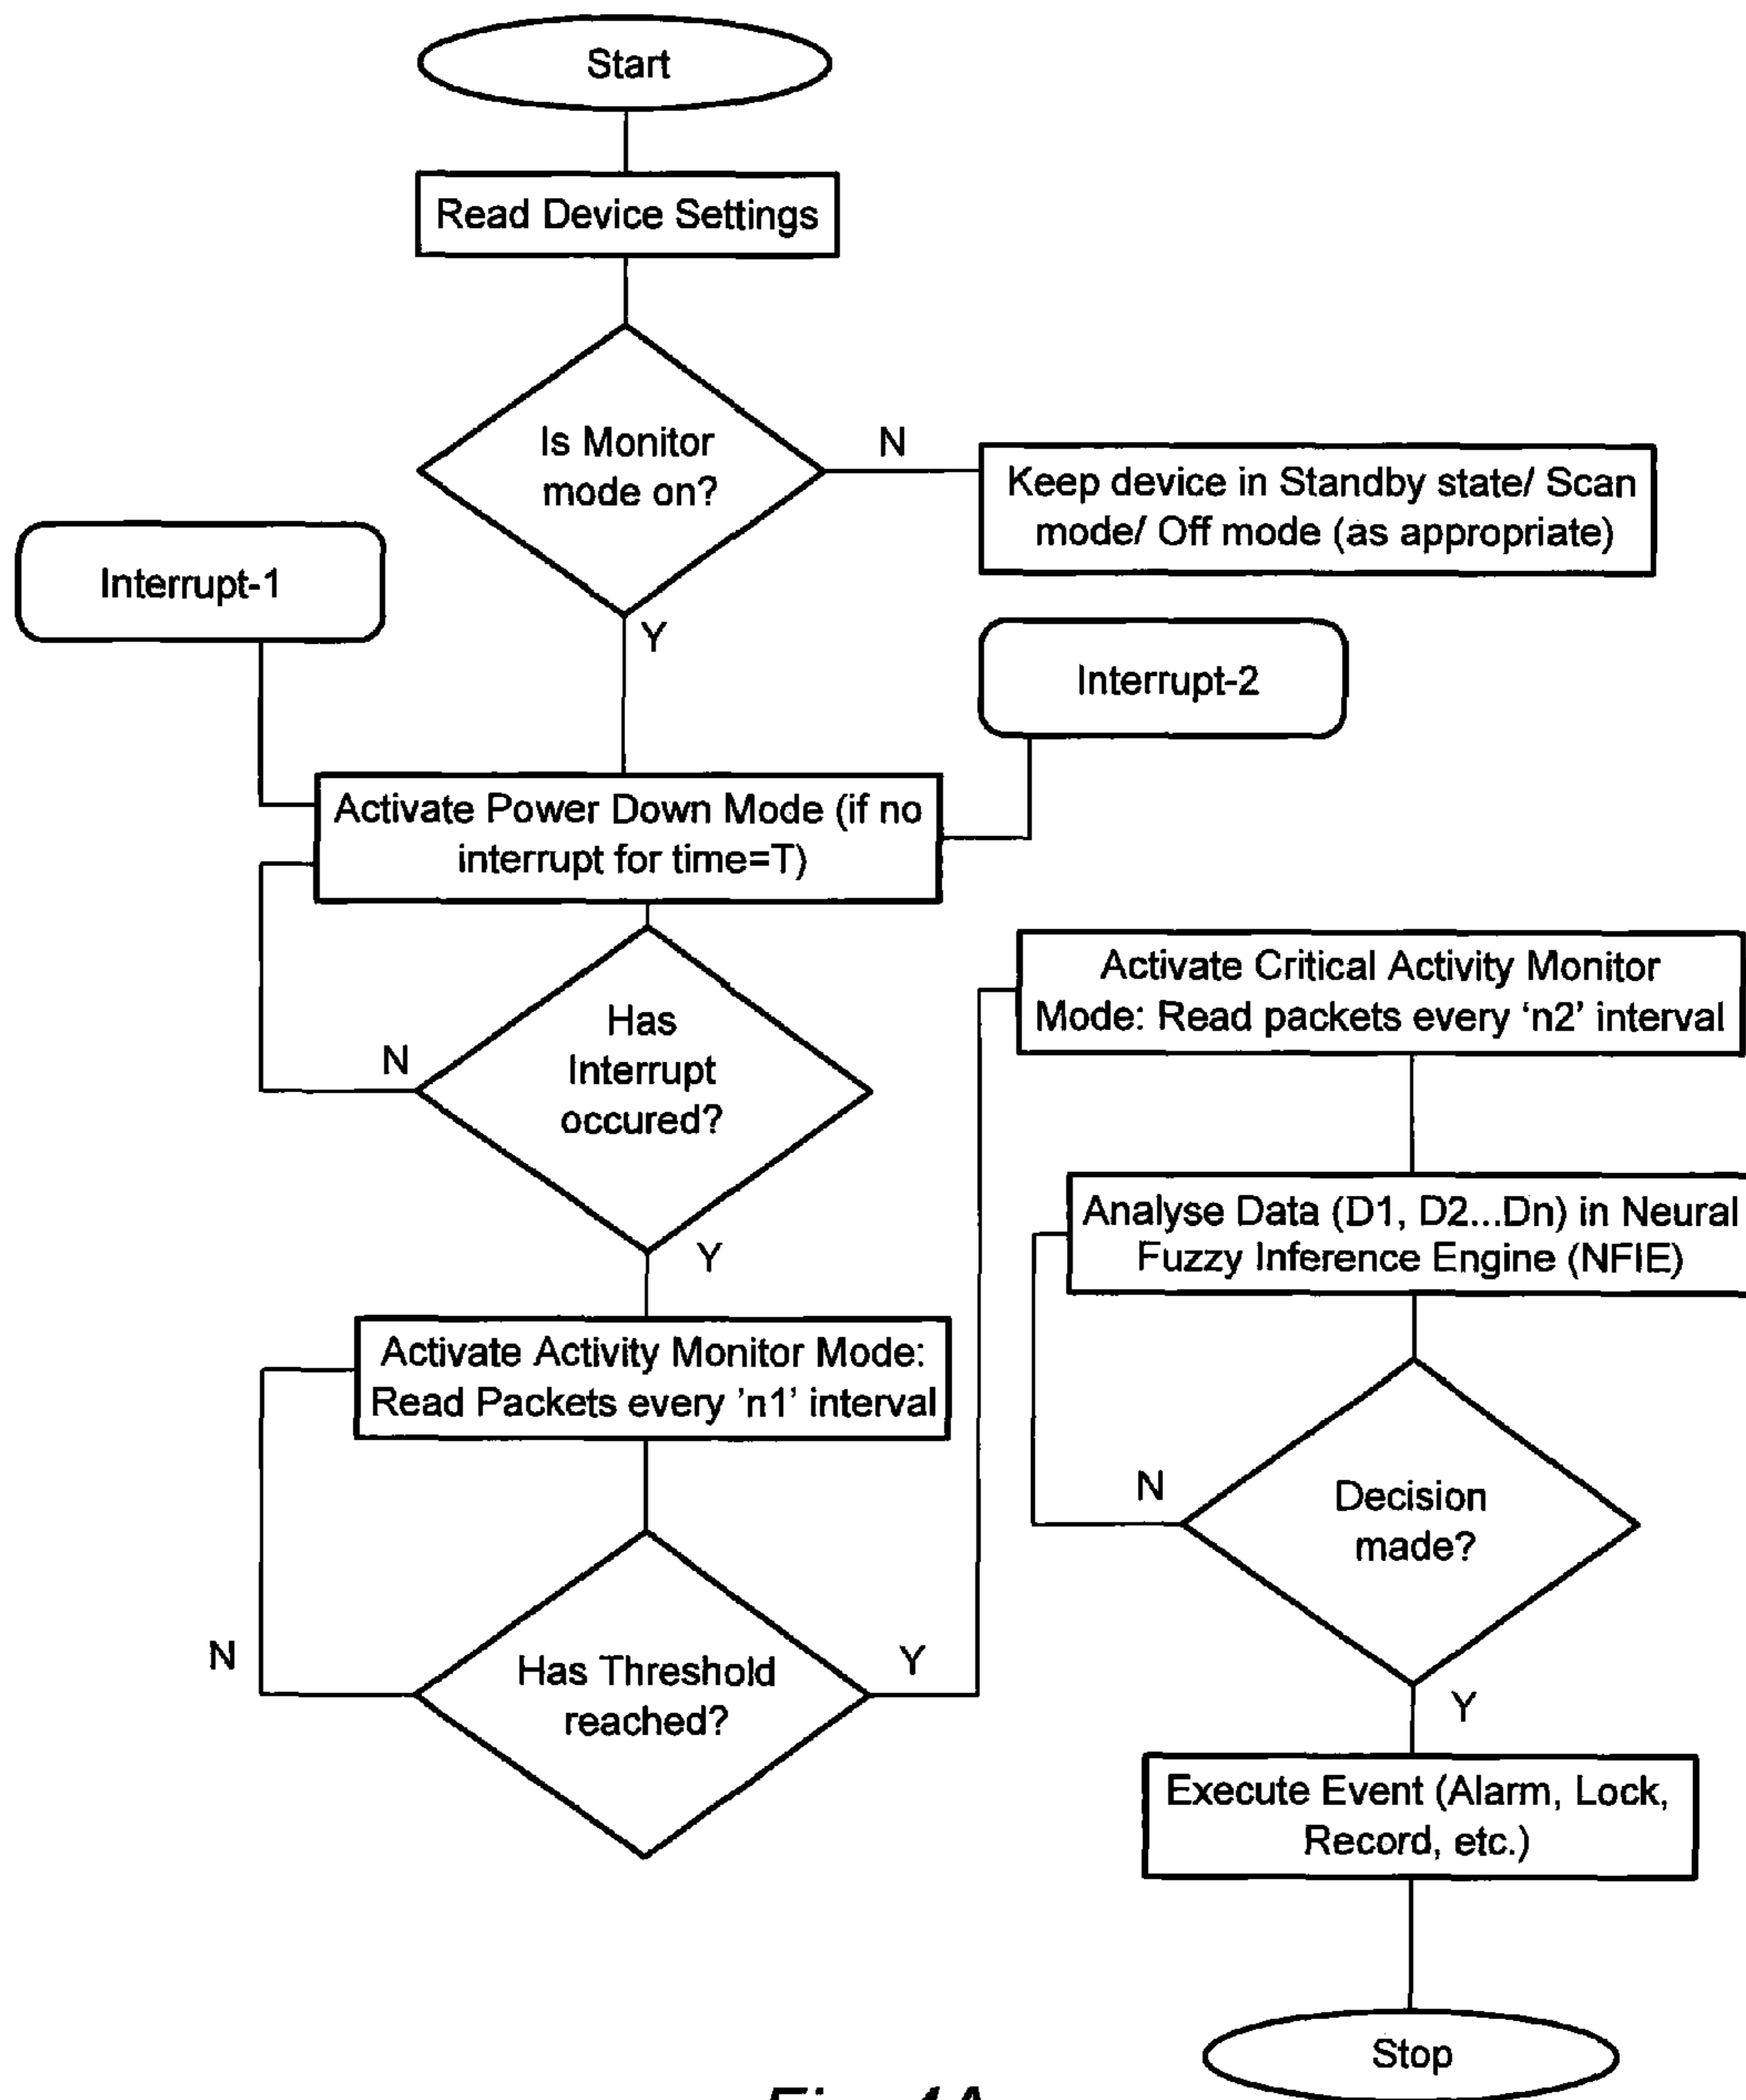 Start
Read Device Settings
Is Monitor
mode on?
N
Keep device in Standby state/ Scan
mode/ Off mode (as appropriate)
Interrupt-1
Y
Interrupt-2
Activate Power Down Mode (if no
interrupt for time=T)
Has
Interrupt
occured?
N
Y
Activate Activity Monitor Mode:
Read Packets every 'n1' interval
Has Threshold
reached?
N
Y
Activate Critical Activity Monitor
Mode: Read packets every 'n2' interval
Analyse Data (D1, D2...Dn) in Neural
Fuzzy Inference Engine (NFIE)
Decision
made?
N
Y
Execute Event (Alarm, Lock,
Record, etc.)
Stop